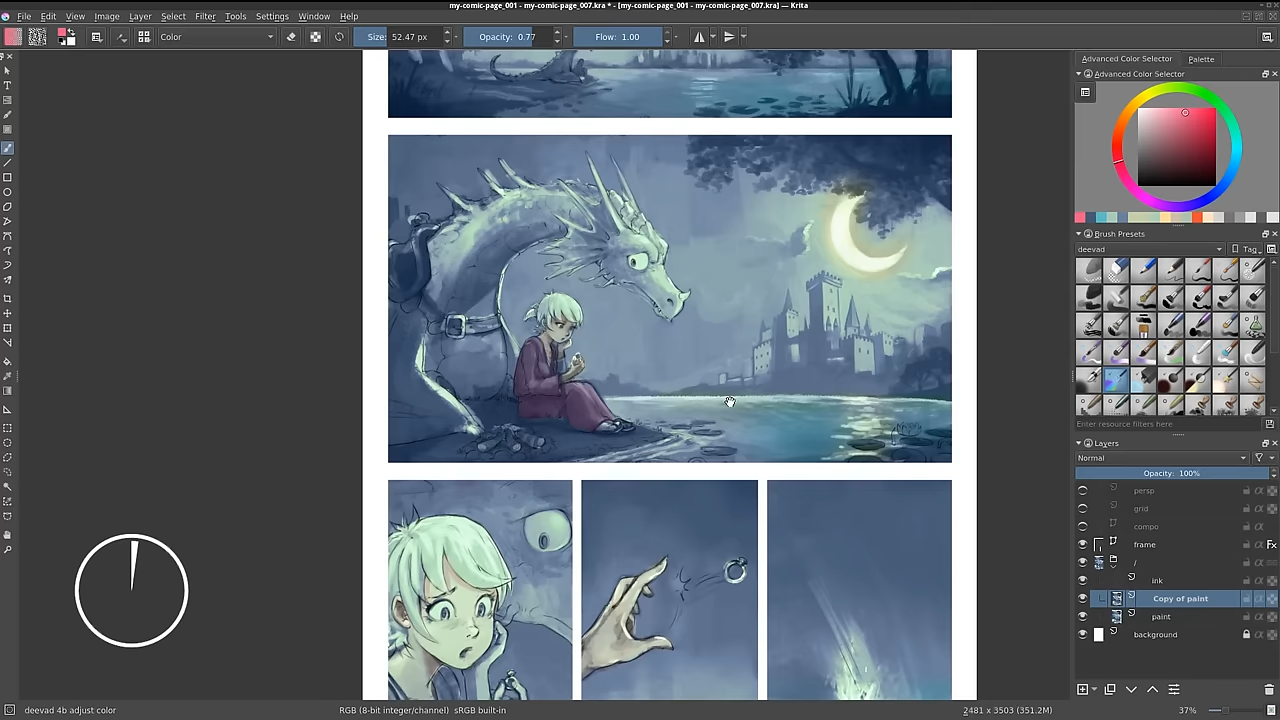 my-comic-page_001 - my-comic-page_007.kra * - [my-comic-page_001 - my-comic-page_007.kra] — Krita
File Edit View Image Layer Select Filter Tools Settings Window Help
Color Size: 52.47 px Opacity: 0.77 Flow: 1.00
Advanced Color Selector Palette
Advanced Color Selector
Brush Presets
deevad Tag
Enter resource filters here
Layers
Normal
Opacity: 100%
persp
grid
compo
frame Fx
/
ink
Copy of paint
paint
background
deevad 4b adjust color RGB (8-bit integer/channel) sRGB built-in 2481 x 3503 (351.2M) 37%